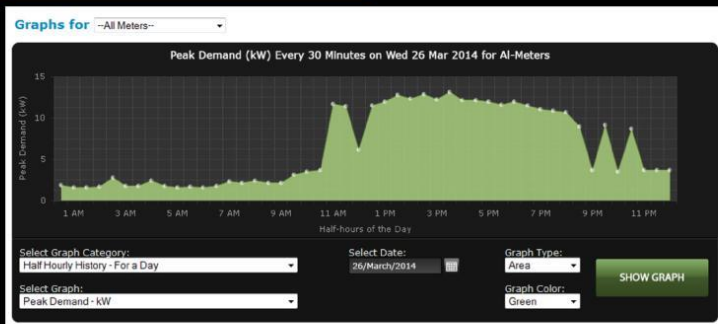 Graphs for --All Meters--
Peak Demand (kW) Every 30 Minutes on Wed 26 Mar 2014 for Al-Meters
Peak Demand (kW)
15
10
5
0
1 AM 3 AM 5 AM 7 AM 9 AM 11 AM 1 PM 3 PM 5 PM 7 PM 9 PM 11 PM
Half-hours of the Day
Select Graph Category: Select Date: Graph Type:
Half Hourly History - For a Day 26/March/2014 Area
SHOW GRAPH
Select Graph: Graph Color:
Peak Demand - kW Green